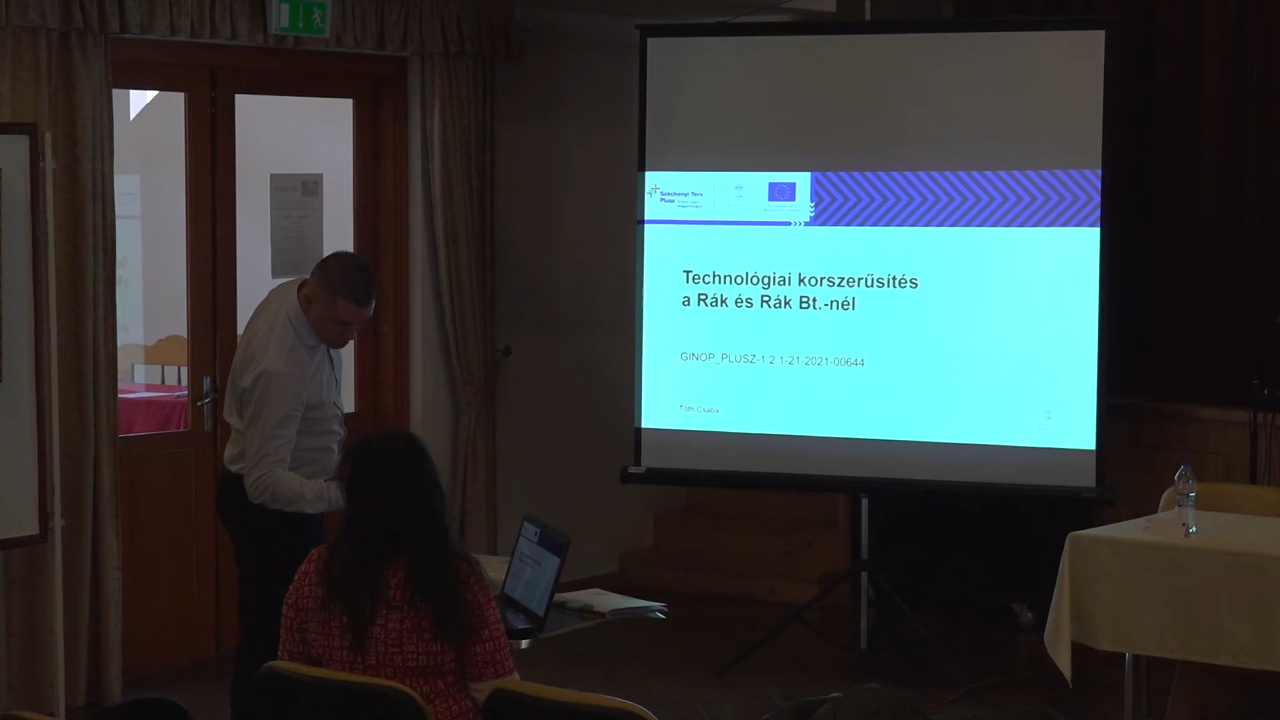 Széchenyi Terv
Plusz
Technológiai korszerűsítés
a Rák és Rák Bt.-nél
GINOP_PLUSZ-1.2.1-21-2021-00644
Tóth Csaba